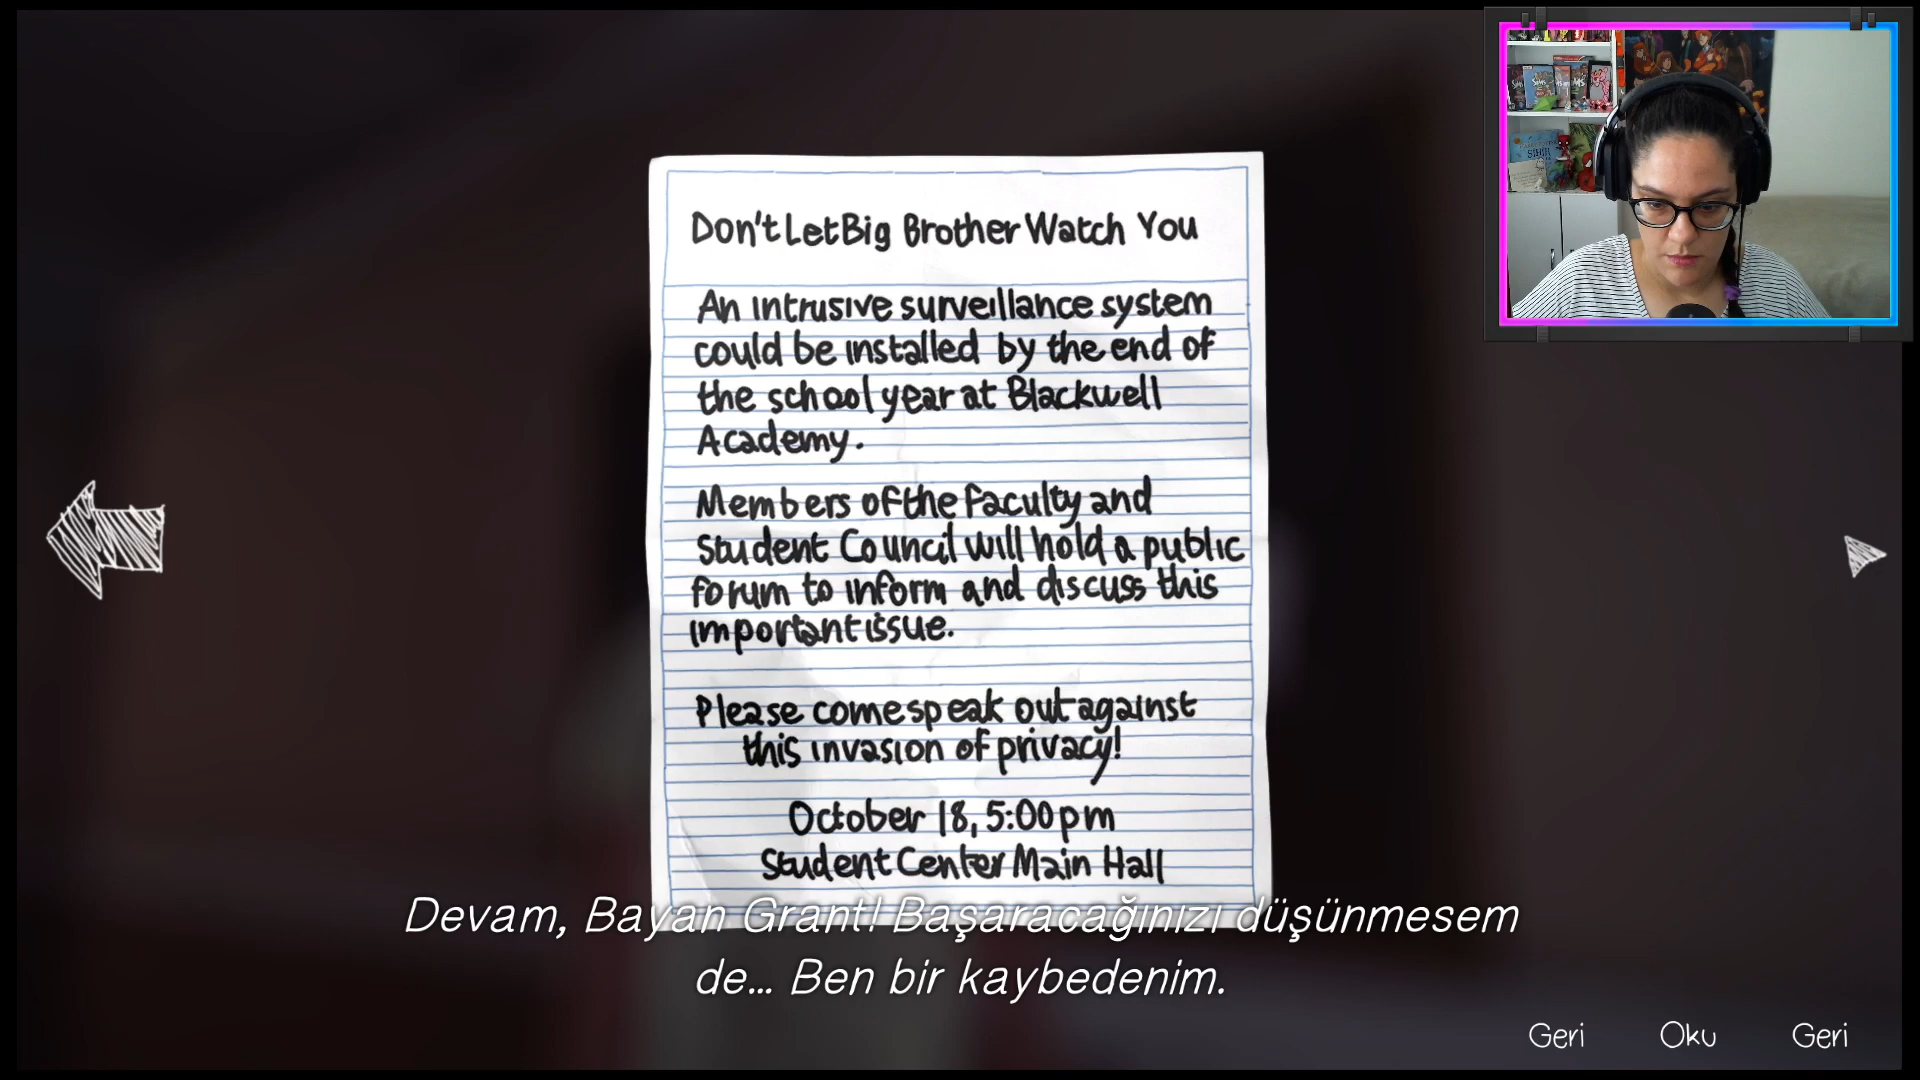 Don't Let Big Brother Watch You
An intrusive surveillance system
could be installed by the end of
the school year at Blackwell
Academy.
Members of the Faculty and
Student Council will hold a public
forum to inform and discuss this
important issue.
Please come speak out against
this invasion of privacy!
October 18, 5:00pm
Student Center Main Hall
Devam, Bayan Grant! Başaracağınızı düşünmesem
de... Ben bir kaybedenim.
Geri Oku Geri